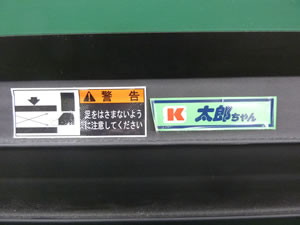 警告
足をはさまないよう
に注意してください
K 太郎ちゃん